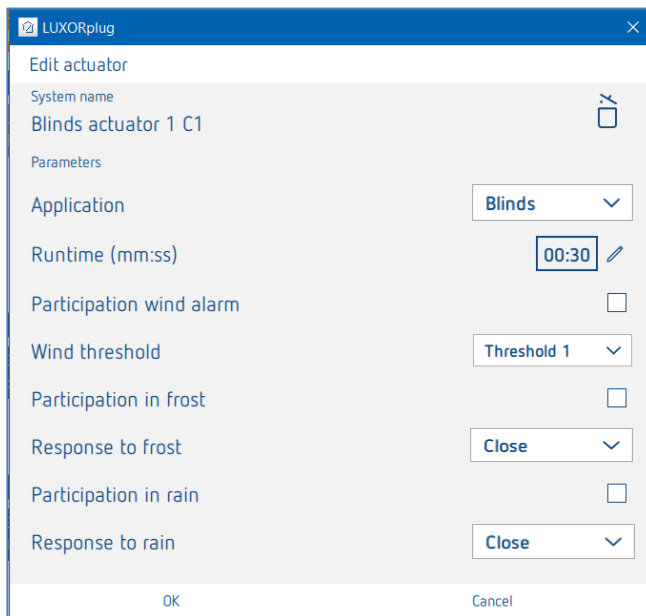 LUXORplug
Edit actuator
System name
Blinds actuator 1 C1
Parameters
Application Blinds
Runtime (mm:ss) 00:30
Participation wind alarm
Wind threshold Threshold 1
Participation in frost
Response to frost Close
Participation in rain
Response to rain Close
OK Cancel